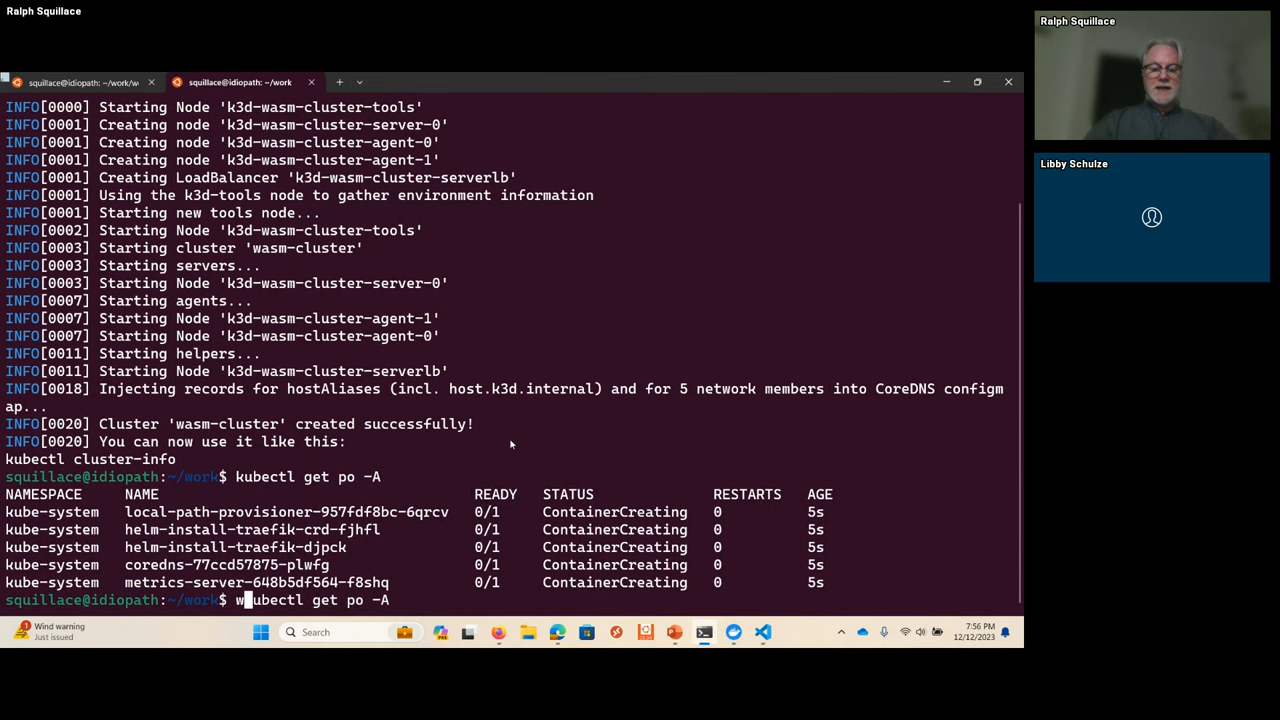 Ralph Squillace
squillace@idiopath: ~/work/w
squillace@idiopath: ~/work
INFO[0000] Starting Node 'k3d-wasm-cluster-tools'
INFO[0001] Creating node 'k3d-wasm-cluster-server-0'
INFO[0001] Creating node 'k3d-wasm-cluster-agent-0'
INFO[0001] Creating node 'k3d-wasm-cluster-agent-1'
INFO[0001] Creating LoadBalancer 'k3d-wasm-cluster-serverlb'
INFO[0001] Using the k3d-tools node to gather environment information
INFO[0001] Starting new tools node...
INFO[0002] Starting Node 'k3d-wasm-cluster-tools'
INFO[0003] Starting cluster 'wasm-cluster'
INFO[0003] Starting servers...
INFO[0003] Starting Node 'k3d-wasm-cluster-server-0'
INFO[0007] Starting agents...
INFO[0007] Starting Node 'k3d-wasm-cluster-agent-1'
INFO[0007] Starting Node 'k3d-wasm-cluster-agent-0'
INFO[0011] Starting helpers...
INFO[0011] Starting Node 'k3d-wasm-cluster-serverlb'
INFO[0018] Injecting records for hostAliases (incl. host.k3d.internal) and for 5 network members into CoreDNS configm
ap...
INFO[0020] Cluster 'wasm-cluster' created successfully!
INFO[0020] You can now use it like this:
kubectl cluster-info
squillace@idiopath:~/work$ kubectl get po -A
NAMESPACE NAME READY STATUS RESTARTS AGE
kube-system local-path-provisioner-957fdf8bc-6qrcv 0/1 ContainerCreating 0 5s
kube-system helm-install-traefik-crd-fjhfl 0/1 ContainerCreating 0 5s
kube-system helm-install-traefik-djpck 0/1 ContainerCreating 0 5s
kube-system coredns-77ccd57875-plwfg 0/1 ContainerCreating 0 5s
kube-system metrics-server-648b5df564-f8shq 0/1 ContainerCreating 0 5s
squillace@idiopath:~/work$ wkubectl get po -A
Wind warning
Just issued
Search
7:56 PM
12/12/2023
Ralph Squillace
Libby Schulze